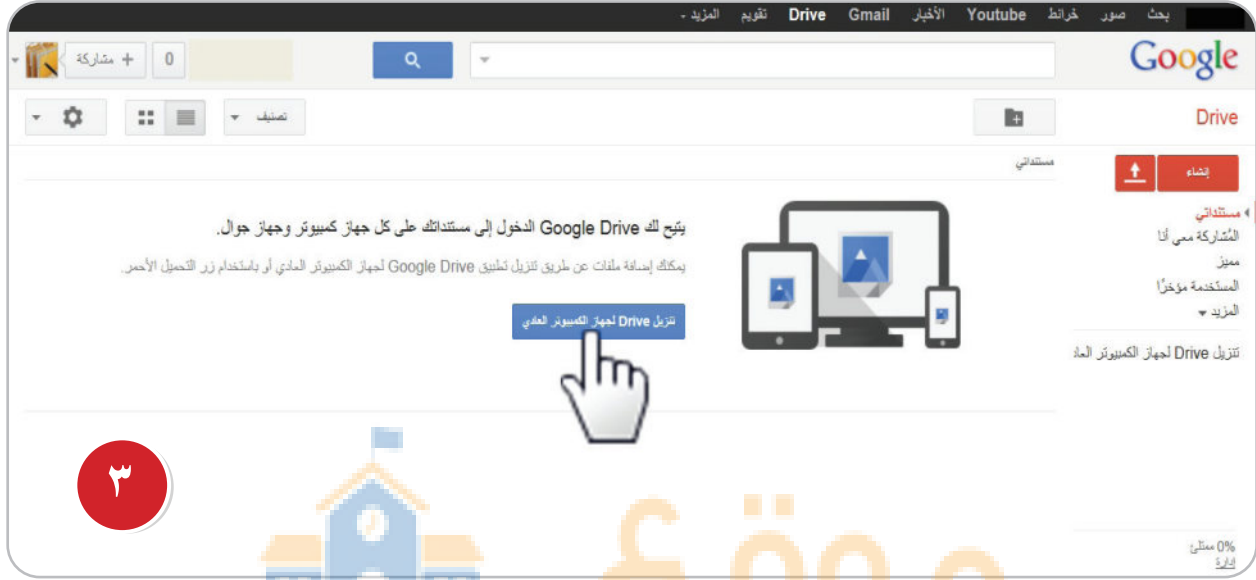 بحث صور خرائط Youtube الأخبار Gmail Drive تقويم المزيد
Google
0 + مشاركة
Drive
تصنيف
إنشاء
مستنداتي
مستنداتي
المُشاركة معي أنا
مميز
المستخدمة مؤخرًا
المزيد
تنزيل Drive لجهاز الكمبيوتر العاد
يتيح لك Google Drive الدخول إلى مستنداتك على كل جهاز كمبيوتر وجهاز جوال.
يمكنك إضافة ملفات عن طريق تنزيل تطبيق Google Drive لجهاز الكمبيوتر العادي أو باستخدام زر التحميل الأحمر.
تنزيل Drive لجهاز الكمبيوتر العادي
٣
0% ممتلئ
إدارة